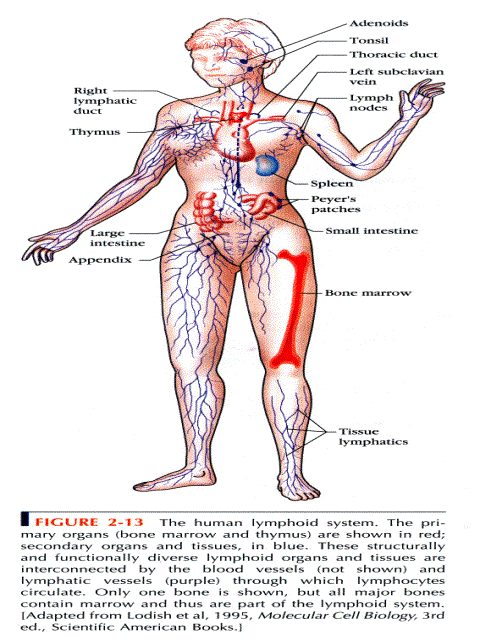 Adenoids
Tonsil
Thoracic duct
Left subclavian
vein
Right
lymphatic
duct
Lymph
nodes
Thymus
Spleen
Peyer's
patches
Large
intestine
Small intestine
Appendix
Bone marrow
Tissue
lymphatics
FIGURE 2-13 The human lymphoid system. The pri-
mary organs (bone marrow and thymus) are shown in red;
secondary organs and tissues, in blue. These structurally
and functionally diverse lymphoid organs and tissues are
interconnected by the blood vessels (not shown) and
lymphatic vessels (purple) through which lymphocytes
circulate. Only one bone is shown, but all major bones
contain marrow and thus are part of the lymphoid system.
[Adapted from Lodish et al, 1995, Molecular Cell Biology, 3rd
ed., Scientific American Books.]